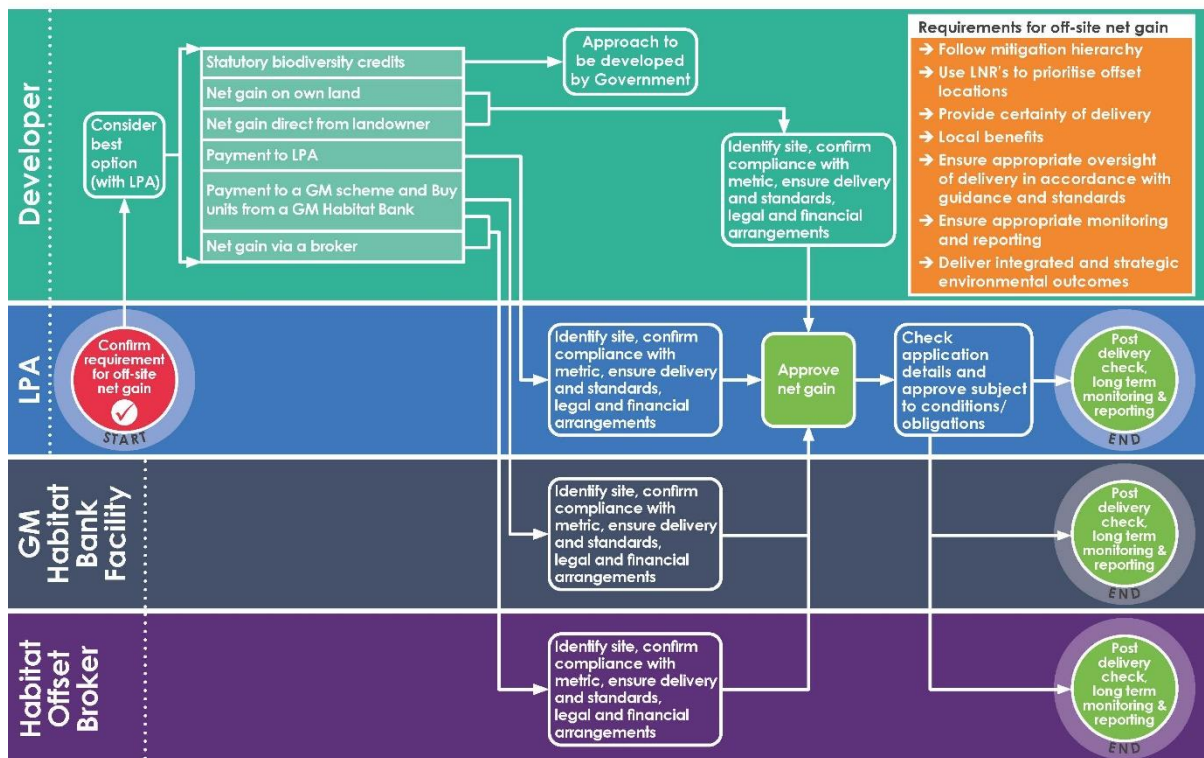 Developer
Consider
best
option
(with LPA)
Statutory biodiversity credits
Net gain on own land
Net gain direct from landowner
Payment to LPA
Payment to a GM scheme and Buy
units from a GM Habitat Bank
Net gain via a broker
Approach to
be developed
by Government
Identify site, confirm
compliance with
metric, ensure delivery
and standards,
legal and financial
arrangements
Requirements for off-site net gain
→ Follow mitigation hierarchy
→ Use LNR's to prioritise offset
locations
→ Provide certainty of delivery
→ Local benefits
→ Ensure appropriate oversight
of delivery in accordance with
guidance and standards
→ Ensure appropriate monitoring
and reporting
→ Deliver integrated and strategic
environmental outcomes
LPA
Confirm
requirement
for off-site
net gain
START
Identify site, confirm
compliance with
metric, ensure delivery
and standards,
legal and financial
arrangements
Approve
net gain
Check
application
details and
approve subject
to conditions/
obligations
Post
delivery
check, long term
monitoring &
reporting
END
GM
Habitat
Bank
Facility
Identify site, confirm
compliance with
metric, ensure delivery
and standards,
legal and financial
arrangements
Post
delivery
check,
long term
monitoring &
reporting
END
Habitat
Offset
Broker
Identify site, confirm
compliance with
metric, ensure delivery
and standards,
legal and financial
arrangements
Post
delivery
check,
long term
monitoring &
reporting
END